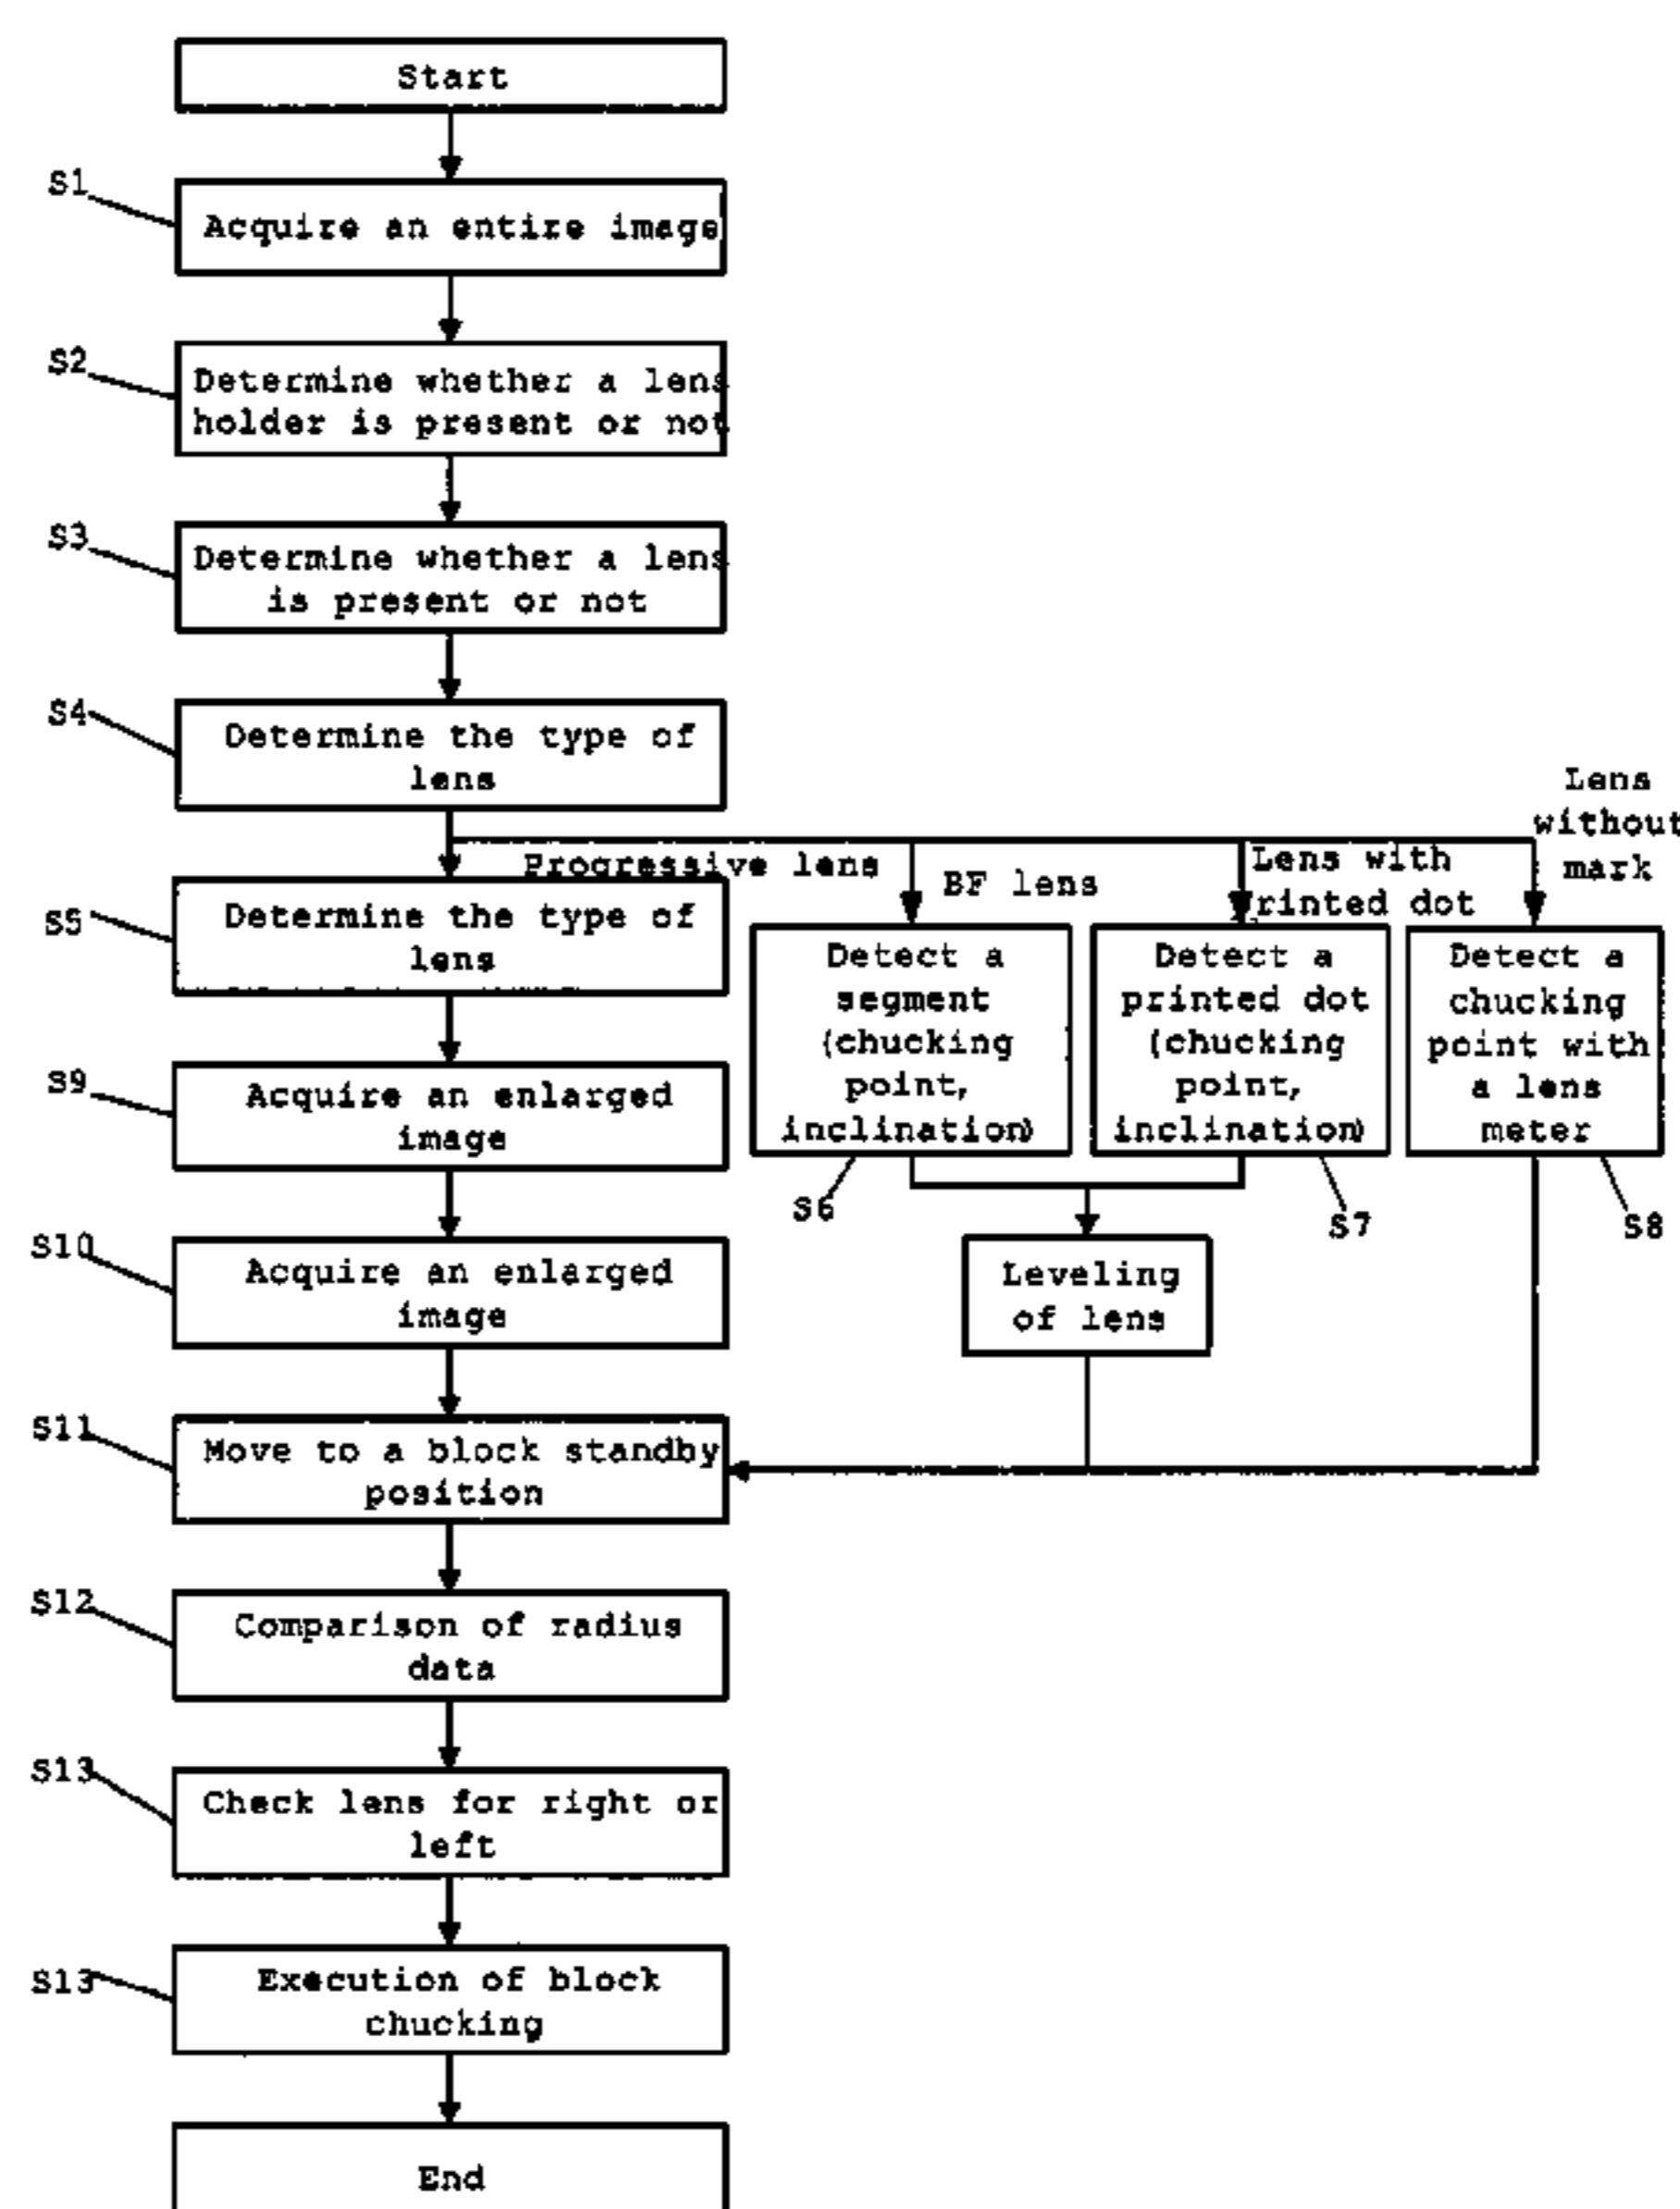 Start
S1
Acquire an entire image
S2
Determine whether a lens
holder is present or not
S3
Determine whether a lens
is present or not
S4
Determine the type of
lens
Progressive lens
BF lens
Lens with
printed dot
Lens
without
mark
S5
Determine the type of
lens
Detect a
segment
(chucking
point,
inclination)
S6
Detect a
printed dot
(chucking
point,
inclination)
S7
Detect a
chucking
point with
a lens
meter
S8
S9
Acquire an enlarged
image
Leveling
of lens
S10
Acquire an enlarged
image
S11
Move to a block standby
position
S12
Comparison of radius
data
S13
Check lens for right or
left
S13
Execution of block
chucking
End